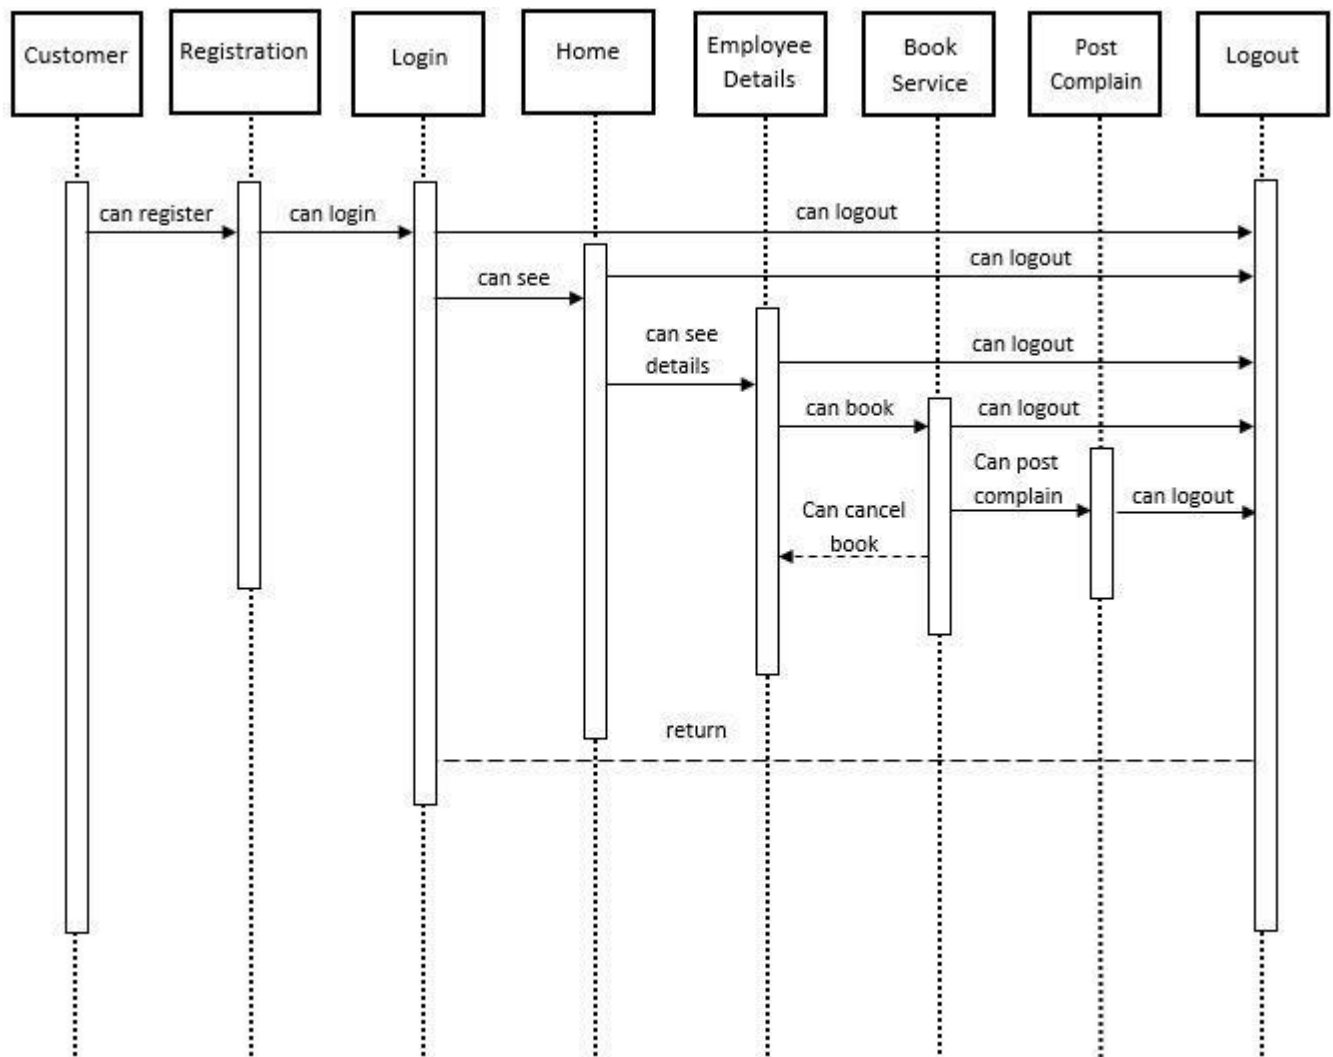 Customer
Registration
Login
Home
Employee
Details
Book
Service
Post
Complain
Logout
can register
can login
can logout
can logout
can see
can see
details
can logout
can book
can logout
Can post
complain
can logout
Can cancel
book
return